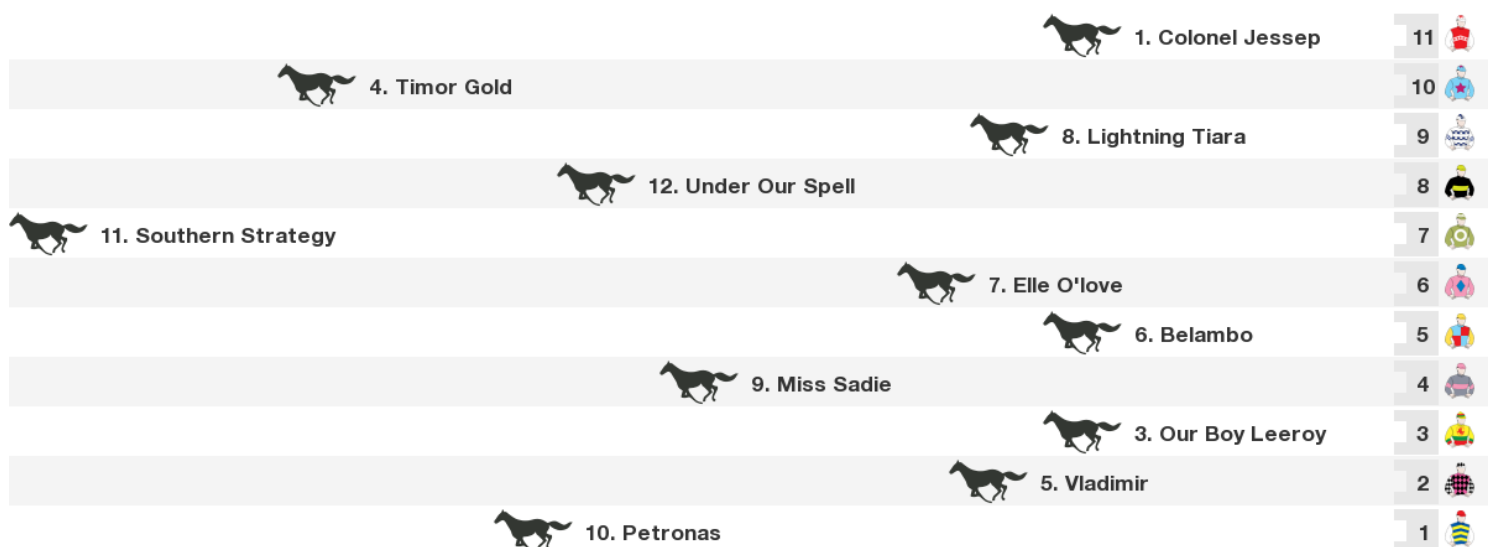 1. Colonel Jessep 11
4. Timor Gold 10
8. Lightning Tiara 9
12. Under Our Spell 8
11. Southern Strategy 7
7. Elle O'love 6
6. Belambo 5
9. Miss Sadie 4
3. Our Boy Leeroy 3
5. Vladimir 2
10. Petronas 1